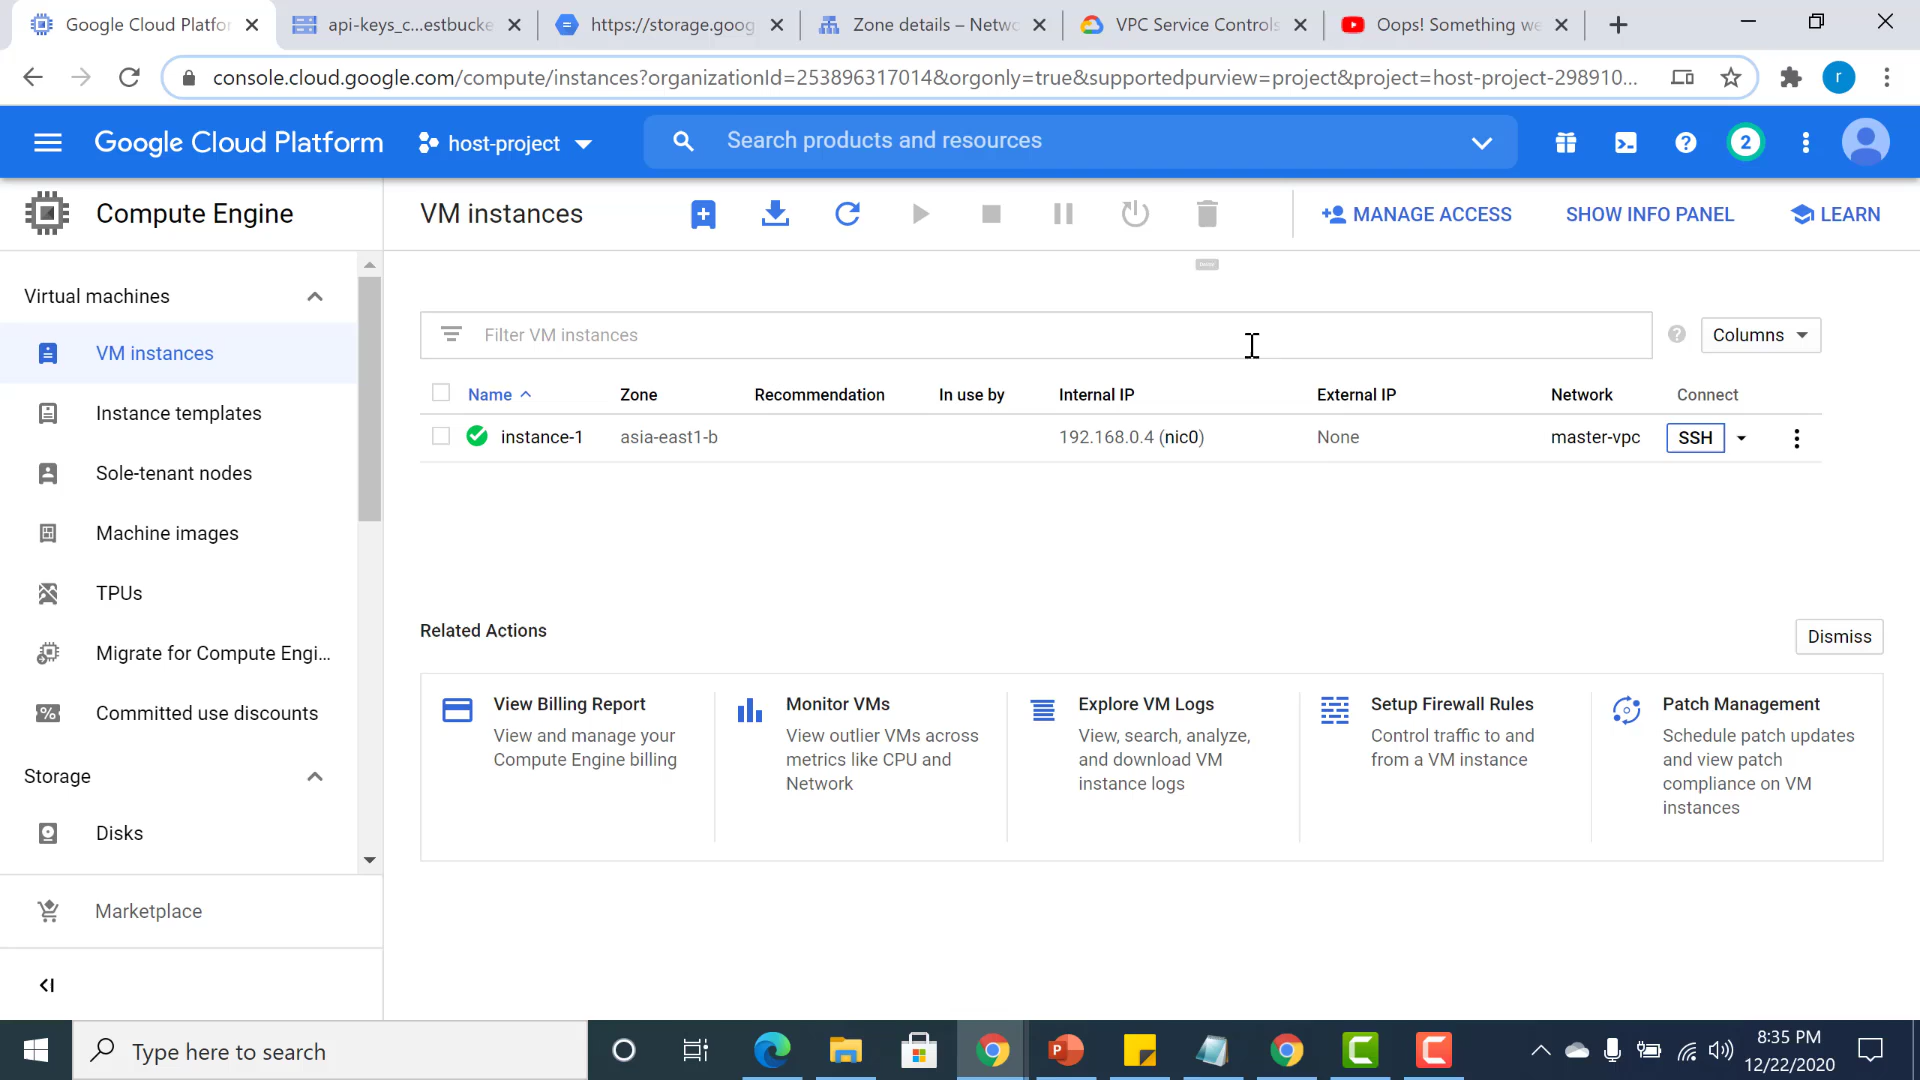 Google Cloud Platfor
api-keys_c...estbucke
https://storage.goog
Zone details – Netwo
VPC Service Controls
Oops! Something we
console.cloud.google.com/compute/instances?organizationId=253896317014&orgonly=true&supportedpurview=project&project=host-project-298910...
r
Google Cloud Platform
host-project
Search products and resources
2
Compute Engine
VM instances
MANAGE ACCESS
SHOW INFO PANEL
LEARN
Virtual machines
VM instances
Instance templates
Sole-tenant nodes
Machine images
TPUs
Migrate for Compute Engi...
Committed use discounts
Storage
Disks
Marketplace
Filter VM instances
Columns
Name
Zone
Recommendation
In use by
Internal IP
External IP
Network
Connect
instance-1
asia-east1-b
192.168.0.4 (nic0)
None
master-vpc
SSH
Related Actions
Dismiss
View Billing Report
View and manage your
Compute Engine billing
Monitor VMs
View outlier VMs across
metrics like CPU and
Network
Explore VM Logs
View, search, analyze,
and download VM
instance logs
Setup Firewall Rules
Control traffic to and
from a VM instance
Patch Management
Schedule patch updates
and view patch
compliance on VM
instances
Type here to search
8:35 PM
12/22/2020